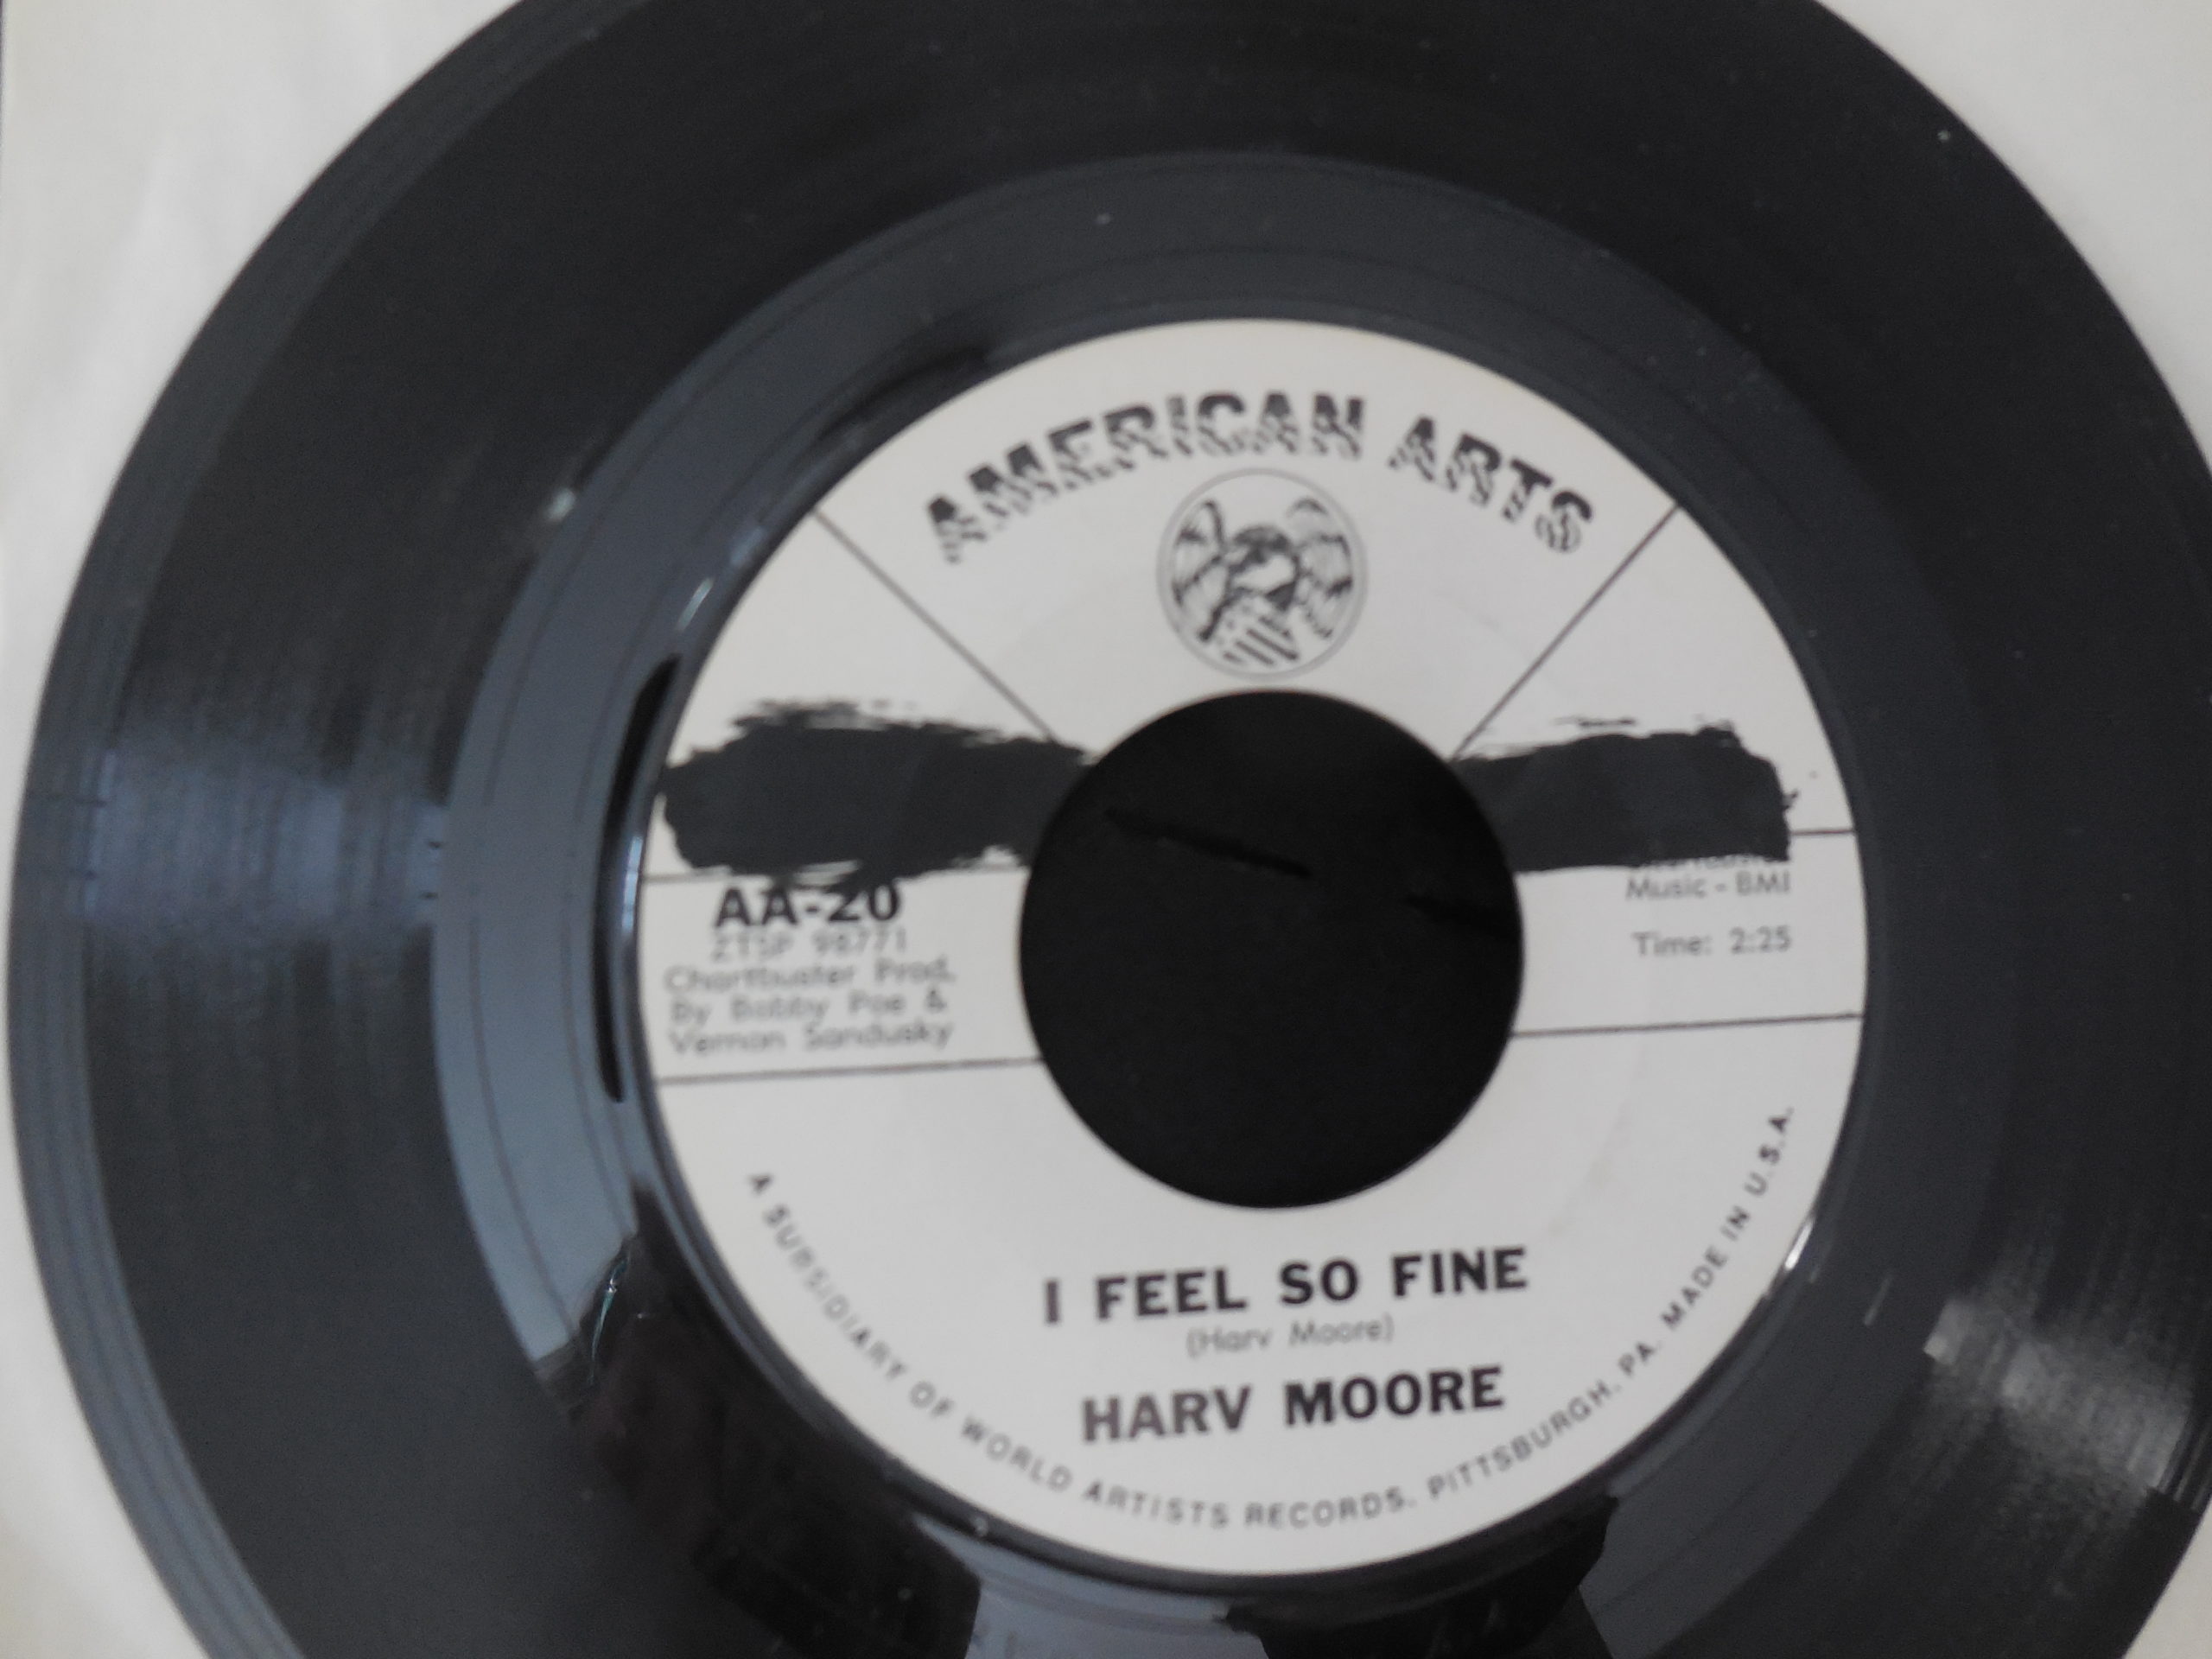 AMERICAN ARTS
AA-20
ZTSP 98771
Chartbuster Prod.
By Bobby Poe &
Vernon Sandusky
Music - BMI
Time: 2:25
I FEEL SO FINE
(Harv Moore)
HARV MOORE
A SUBSIDIARY OF WORLD ARTISTS RECORDS. PITTSBURGH. PA. MADE IN U.S.A.